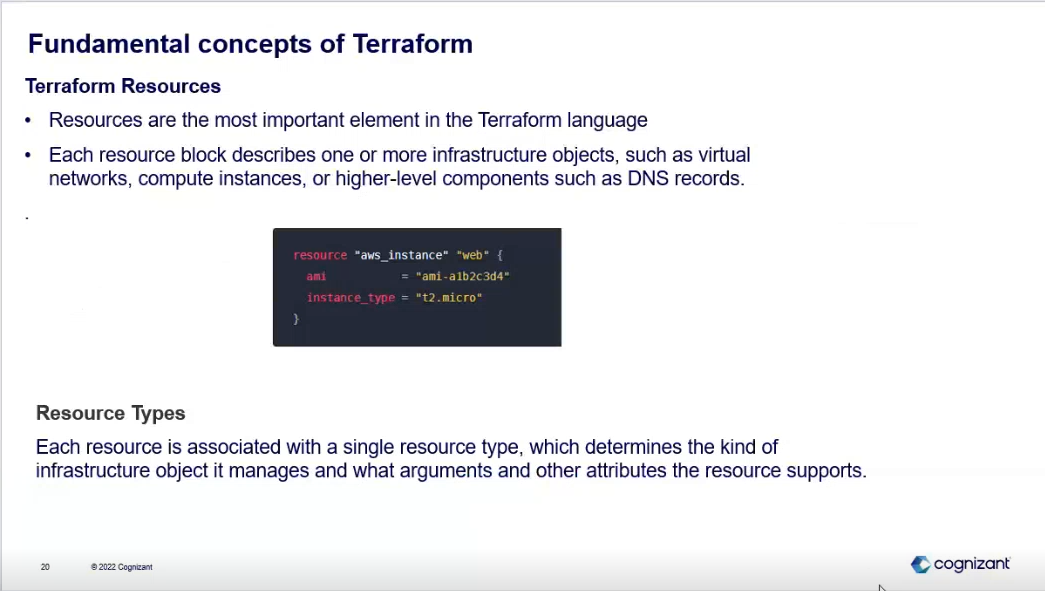 Fundamental concepts of Terraform
Terraform Resources
• Resources are the most important element in the Terraform language
• Each resource block describes one or more infrastructure objects, such as virtual
networks, compute instances, or higher-level components such as DNS records.
.
resource "aws_instance" "web" {
  ami           = "ami-a1b2c3d4"
  instance_type = "t2.micro"
}
Resource Types
Each resource is associated with a single resource type, which determines the kind of
infrastructure object it manages and what arguments and other attributes the resource supports.
20 © 2022 Cognizant cognizant